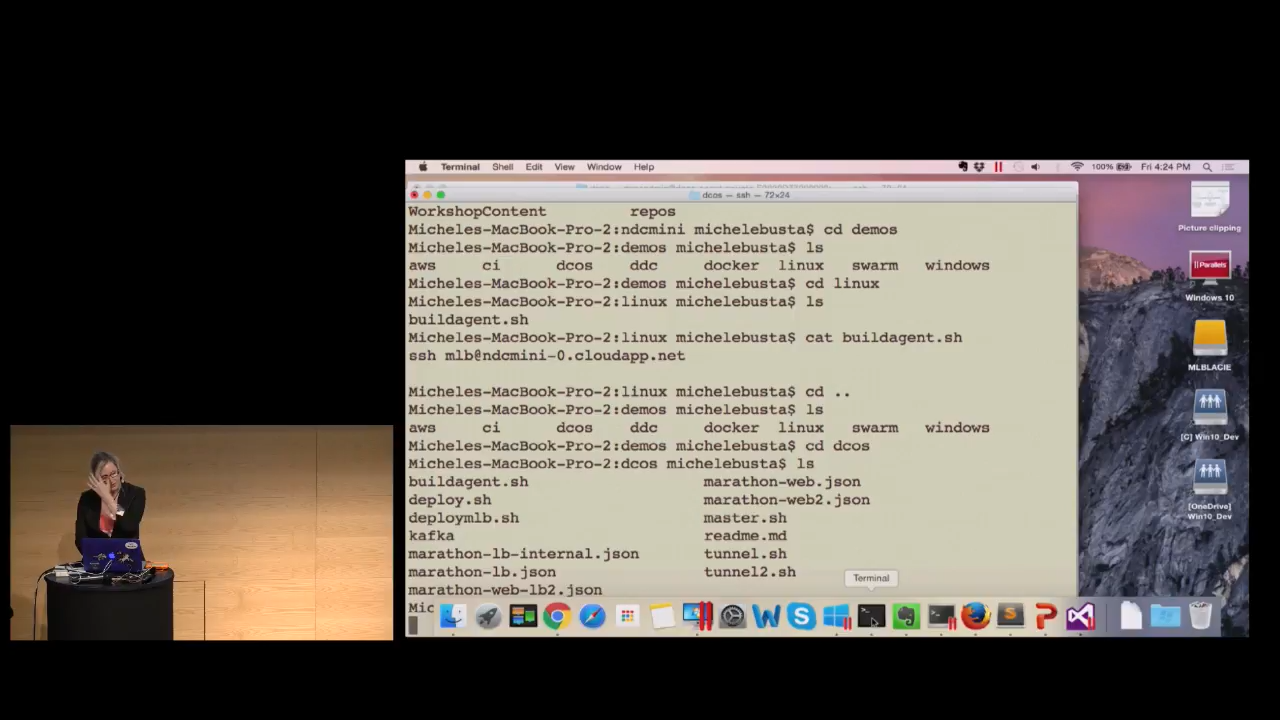 Terminal Shell Edit View Window Help 100% Fri 4:24 PM
dcos — ssh — 72×24
WorkshopContent repos
Micheles-MacBook-Pro-2:ndcmini michelebusta$ cd demos
Micheles-MacBook-Pro-2:demos michelebusta$ ls
aws ci dcos ddc docker linux swarm windows
Micheles-MacBook-Pro-2:demos michelebusta$ cd linux
Micheles-MacBook-Pro-2:linux michelebusta$ ls
buildagent.sh
Micheles-MacBook-Pro-2:linux michelebusta$ cat buildagent.sh
ssh mlb@ndcmini-0.cloudapp.net
Micheles-MacBook-Pro-2:linux michelebusta$ cd ..
Micheles-MacBook-Pro-2:demos michelebusta$ ls
aws ci dcos ddc docker linux swarm windows
Micheles-MacBook-Pro-2:demos michelebusta$ cd dcos
Micheles-MacBook-Pro-2:dcos michelebusta$ ls
buildagent.sh marathon-web.json
deploy.sh marathon-web2.json
deploymlb.sh master.sh
kafka readme.md
marathon-lb-internal.json tunnel.sh
marathon-lb.json tunnel2.sh
marathon-web-lb2.json
Mic
Terminal
Picture clipping
|| Parallels
Windows 10
MLBLACIE
[C] Win10_Dev
[OneDrive]
Win10_Dev